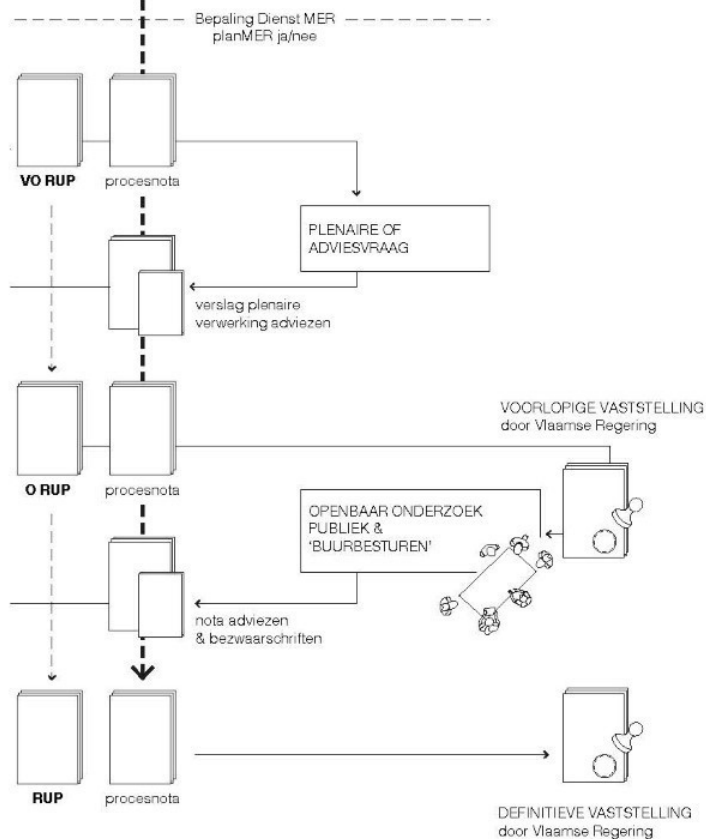 Bepaling Dienst MER
planMER ja/nee
VO RUP
procesnota
PLENAIRE OF
ADVIESVRAAG
verslag plenaire
verwerking adviezen
VOORLOPIGE VASTSTELLING
door Vlaamse Regering
O RUP
procesnota
OPENBAAR ONDERZOEK
PUBLIEK &
'BUURBESTUREN'
nota adviezen
& bezwaarschriften
RUP
procesnota
DEFINITIEVE VASTSTELLING
door Vlaamse Regering